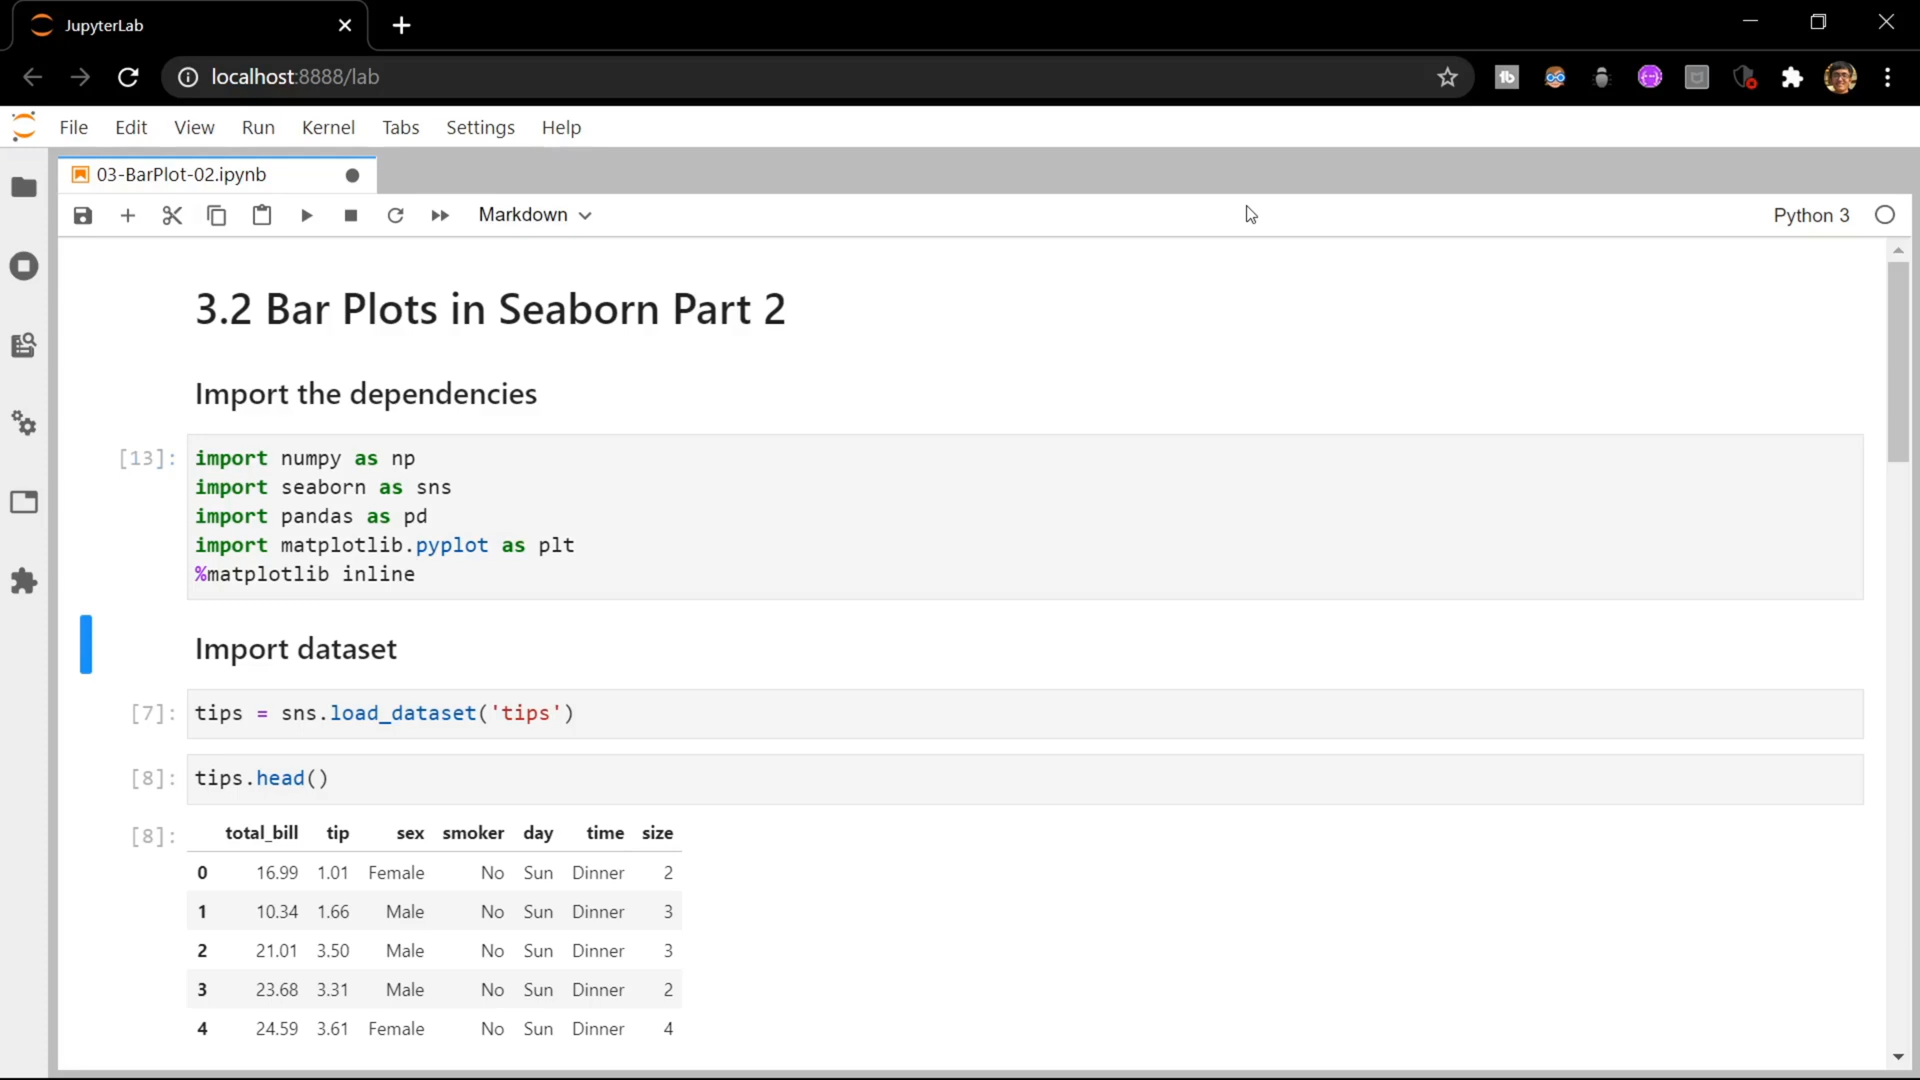 JupyterLab
localhost:8888/lab
File Edit View Run Kernel Tabs Settings Help
03-BarPlot-02.ipynb
Markdown
Python 3
3.2 Bar Plots in Seaborn Part 2
Import the dependencies
[13]: import numpy as np
import seaborn as sns
import pandas as pd
import matplotlib.pyplot as plt
%matplotlib inline
Import dataset
[7]: tips = sns.load_dataset('tips')
[8]: tips.head()
[8]: total_bill tip sex smoker day time size
0 16.99 1.01 Female No Sun Dinner 2
1 10.34 1.66 Male No Sun Dinner 3
2 21.01 3.50 Male No Sun Dinner 3
3 23.68 3.31 Male No Sun Dinner 2
4 24.59 3.61 Female No Sun Dinner 4